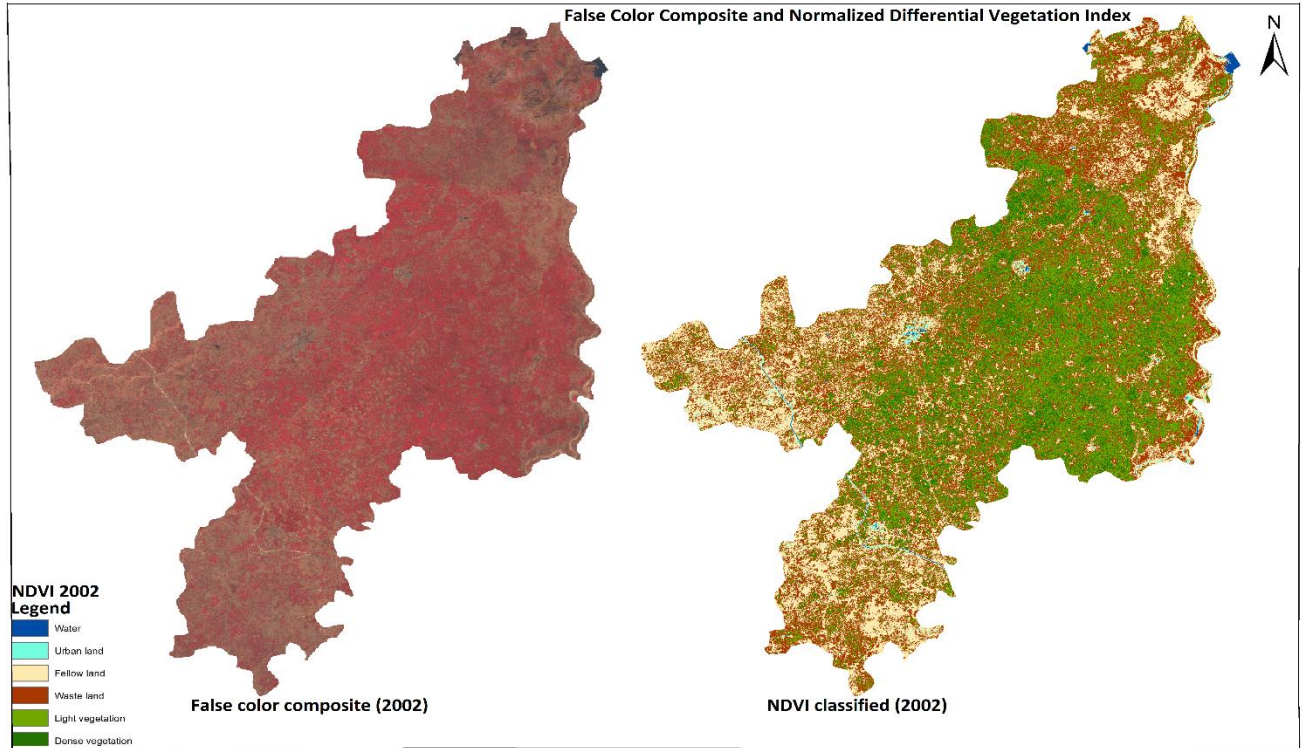 False Color Composite and Normalized Differential Vegetation Index
N
NDVI 2002
Legend
Water
Urban land
Fellow land
Waste land
Light vegetation
Dense vegetation
False color composite (2002)
NDVI classified (2002)